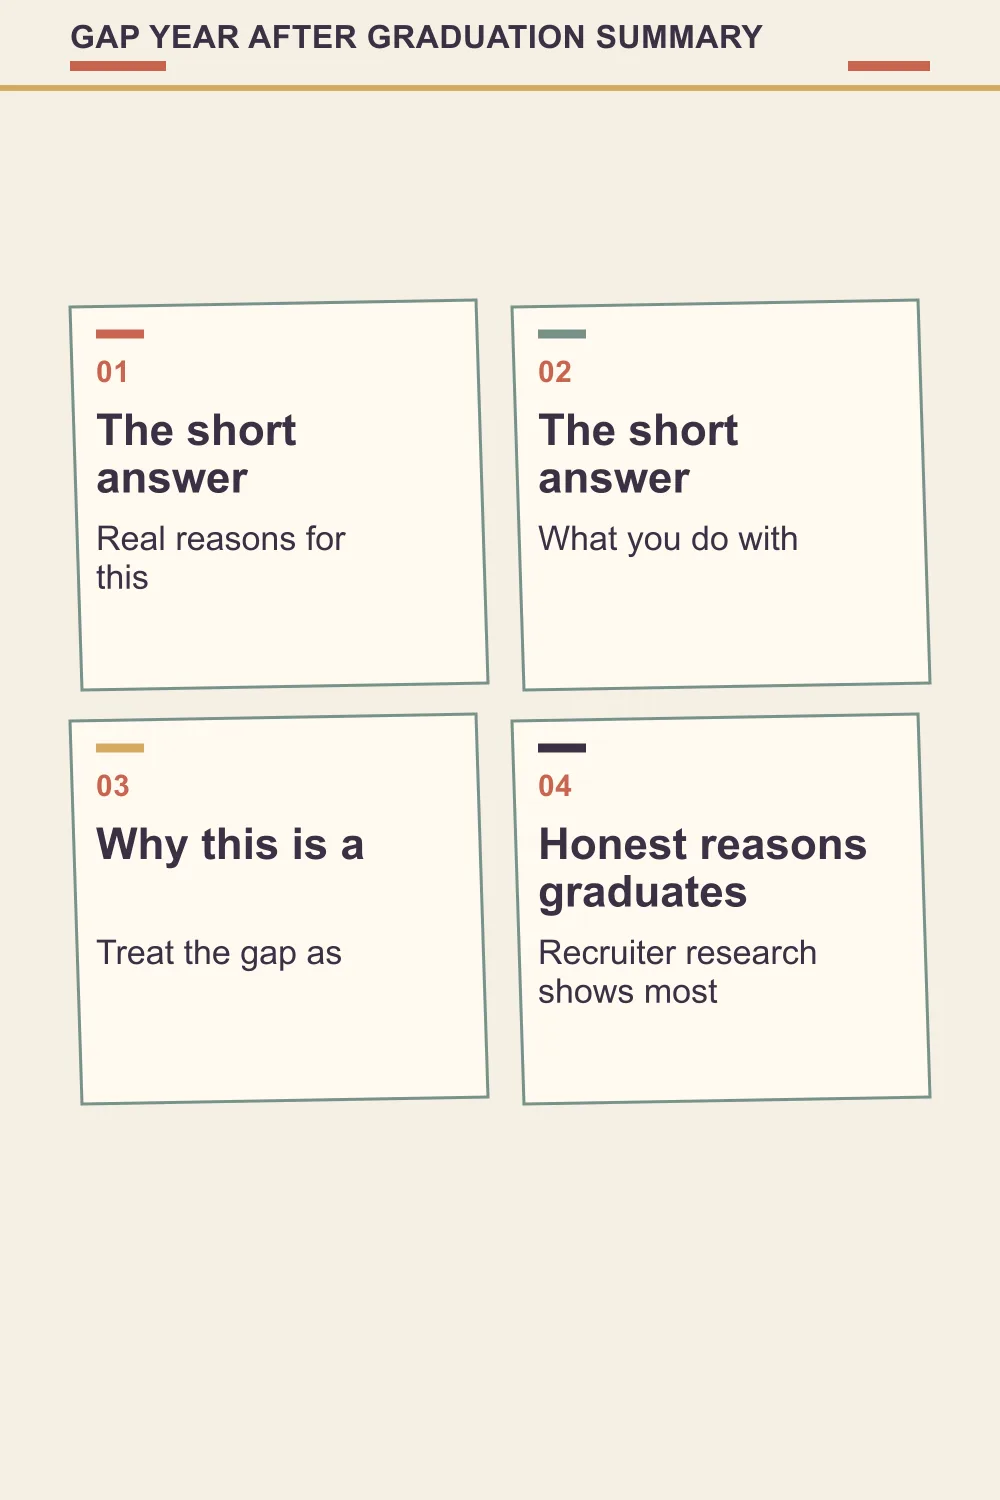 GAP YEAR AFTER GRADUATION SUMMARY
01
The short
answer
Real reasons for
this
02
The short
answer
What you do with
03
Why this is a
Treat the gap as
04
Honest reasons
graduates
Recruiter research
shows most